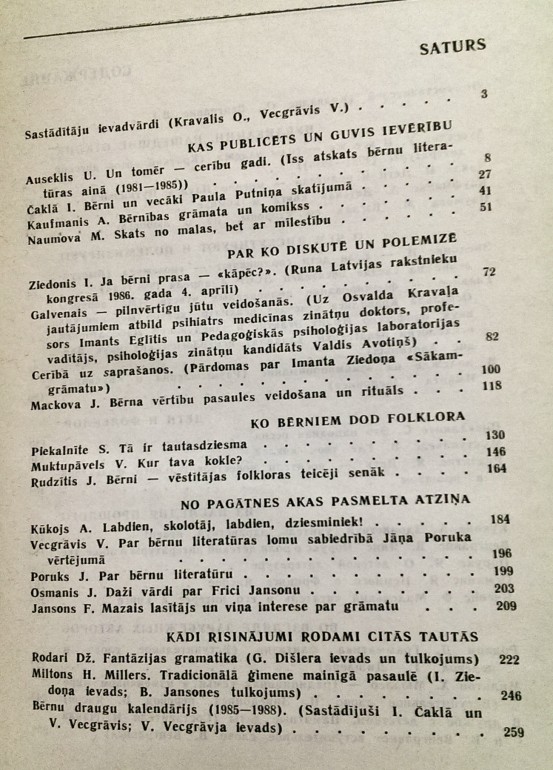 SATURS
Sastādītāju ievadvārdi (Kravalis O., Vecgrāvis V.) . . . . . 3
KAS PUBLICĒTS UN GUVIS IEVĒRĪBU
Auseklis U. Un tomēr — cerību gadi. (Īss atskats bērnu litera-
tūras ainā (1981—1985)) . . . . . . . . . 8
Čaklā I. Bērni un vecāki Paula Putniņa skatījumā . . . . . 27
Kaufmanis A. Bērnības grāmata un komikss . . . . . . 41
Naumova M. Skats no malas, bet ar mīlestību . . . . . . 51
PAR KO DISKUTĒ UN POLEMIZĒ
Ziedonis I. Ja bērni prasa — «kāpēc?». (Runa Latvijas rakstnieku
kongresā 1986. gada 4. aprīlī) . . . . . . . . 72
Galvenais — pilnvērtīgu jūtu veidošanās. (Uz Osvalda Kravaļa
jautājumiem atbild psihiatrs medicīnas zinātņu doktors, profe-
sors Imants Eglītis un Pedagoģiskās psiholoģijas laboratorijas
vadītājs, psiholoģijas zinātņu kandidāts Valdis Avotiņš) . . 82
Cerībā uz saprašanos. (Pārdomas par Imanta Ziedoņa «Sākam-
grāmatu») . . . . . . . . . . . . 100
Mackova J. Bērna vērtību pasaules veidošana un rituāls . . . 118
KO BĒRNIEM DOD FOLKLORA
Piekalnīte S. Tā ir tautasdziesma . . . . . . . . 130
Muktupāvels V. Kur tava kokle? . . . . . . . . 146
Rudzītis J. Bērni — vēstītājas folkloras teicēji senāk . . . . 164
NO PAGĀTNES AKAS PASMELTA ATZIŅA
Kūkojs A. Labdien, skolotāj, labdien, dziesminiek! . . . . . 184
Vecgrāvis V. Par bērnu literatūras lomu sabiedrībā Jāņa Poruka
vērtējumā . . . . . . . . . . . . 196
Poruks J. Par bērnu literatūru . . . . . . . . . 199
Osmanis J. Daži vārdi par Frici Jansonu . . . . . . . 203
Jansons F. Mazais lasītājs un viņa interese par grāmatu . . . 209
KĀDI RISINĀJUMI RODAMI CITĀS TAUTĀS
Rodari Dž. Fantāzijas gramatika (G. Dišlera ievads un tulkojums) 222
Miltons H. Millers. Tradicionālā ģimene mainīgā pasaulē (I. Zie-
doņa ievads; B. Jansones tulkojums) . . . . . . . 246
Bērnu draugu kalendārijs (1985—1988). (Sastādījuši I. Čaklā un
V. Vecgrāvis; V. Vecgrāvja ievads) . . . . . . . . 259